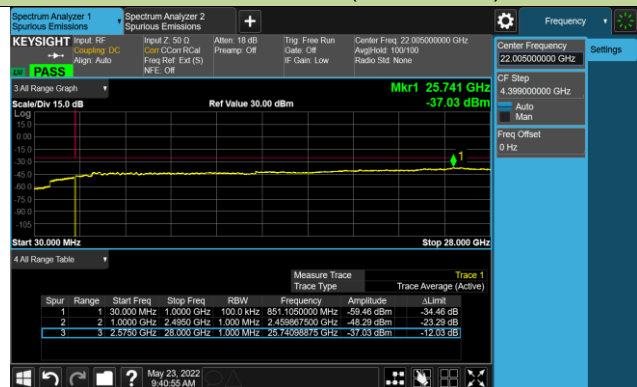 Spectrum Analyzer 1
Spurious Emissions
Spectrum Analyzer 2
Spurious Emissions
+
Frequency
KEYSIGHT
Input: RF
Coupling: DC
Align: Auto
Input Z: 50 Ω
Corr CCorr RCal
Freq Ref: Ext (S)
NFE: Off
Atten: 18 dB
Preamp: Off
Trig: Free Run
Gate: Off
IF Gain: Low
Center Freq: 22.005000000 GHz
Avg|Hold: 100/100
Radio Std: None
PASS
Center Frequency
22.005000000 GHz
Settings
CF Step
4.399000000 GHz
Auto
Man
Freq Offset
0 Hz
3 All Range Graph
Mkr1 25.741 GHz
Scale/Div 15.0 dB
Ref Value 30.00 dBm
-37.03 dBm
Log
15.0
0.00
-15.0
-30.0
-45.0
-60.0
-75.0
-90.0
-105
1
Start 30.000 MHz
Stop 28.000 GHz
4 All Range Table
Measure Trace Trace 1
Trace Type Trace Average (Active)
Spur Range Start Freq Stop Freq RBW Frequency Amplitude ΔLimit
1 1 30.000 MHz 1.0000 GHz 100.0 kHz 851.1050000 MHz -59.46 dBm -34.46 dB
2 2 1.0000 GHz 2.4950 GHz 1.000 MHz 2.459867500 GHz -48.29 dBm -23.29 dB
3 3 2.5750 GHz 28.000 GHz 1.000 MHz 25.74098875 GHz -37.03 dBm -12.03 dB
?
May 23, 2022
9:40:55 AM